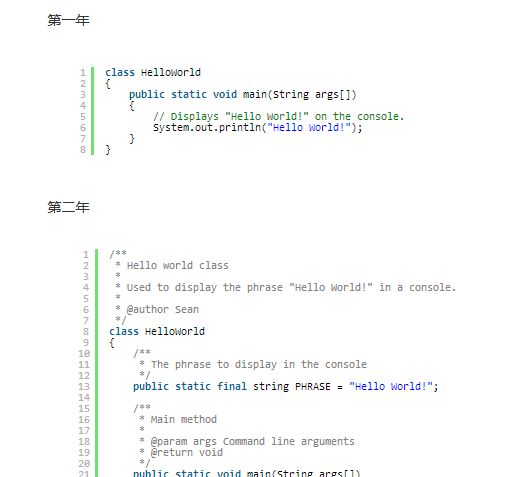 第一年
1 class HelloWorld
2 {
3     public static void main(String args[])
4     {
5         // Displays "Hello World!" on the console.
6         System.out.println("Hello World!");
7     }
8 }
第二年
1 /**
2  * Hello world class
3  *
4  * Used to display the phrase "Hello World!" in a console.
5  *
6  * @author Sean
7  */
8 class HelloWorld
9 {
10     /**
11      * The phrase to display in the console
12      */
13     public static final string PHRASE = "Hello World!";
14
15     /**
16      * Main method
17      *
18      * @param args Command line arguments
19      * @return void
20      */
21     public static void main(String args[])